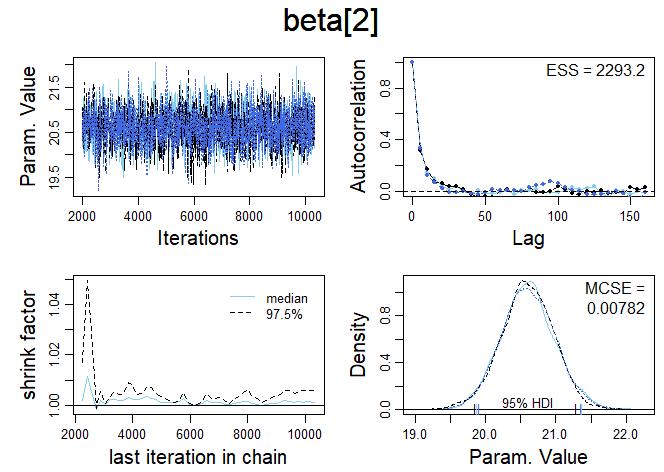 beta[2]
Param. Value
19.5 20.5 21.5
2000 4000 6000 8000 10000
Iterations
Autocorrelation
0.0 0.4 0.8
ESS = 2293.2
0 50 100 150
Lag
shrink factor
1.00 1.02 1.04
median
97.5%
2000 4000 6000 8000 10000
last iteration in chain
Density
0.0 0.4 0.8
MCSE =
0.00782
95% HDI
19.0 20.0 21.0 22.0
Param. Value